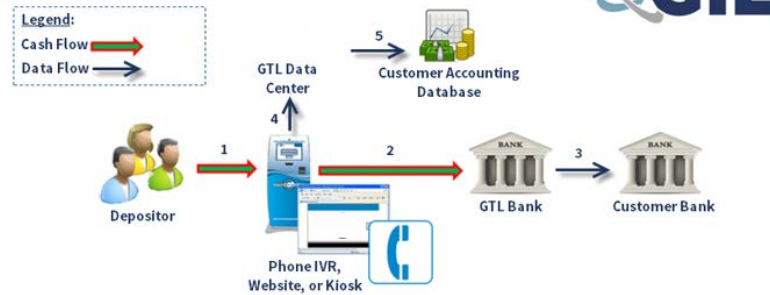 GTL
Legend:
Cash Flow
Data Flow
5
GTL Data
Center
Customer Accounting
Database
4
1
2
3
BANK
BANK
Depositor
GTL Bank
Customer Bank
Phone IVR,
Website, or Kiosk